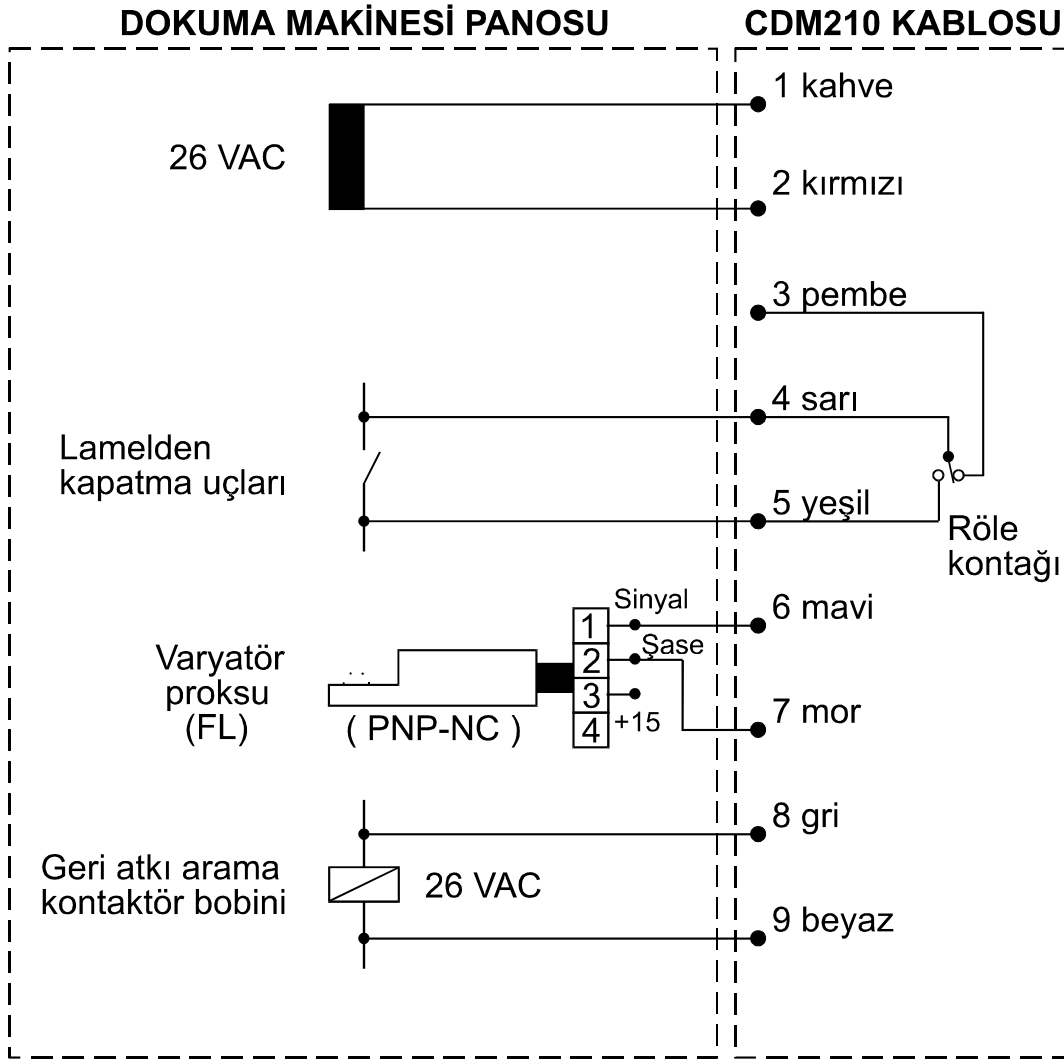 DOKUMA MAKİNESİ PANOSU
CDM210 KABLOSU
1 kahve
26 VAC
2 kırmızı
3 pembe
4 sarı
Lamelden
kapatma uçları
5 yeşil
Röle
kontağı
Sinyal
6 mavi
1
Şase
2
Varyatör
proksu
(FL)
3
+15
4
( PNP-NC )
7 mor
8 gri
Geri atkı arama
kontaktör bobini
26 VAC
9 beyaz